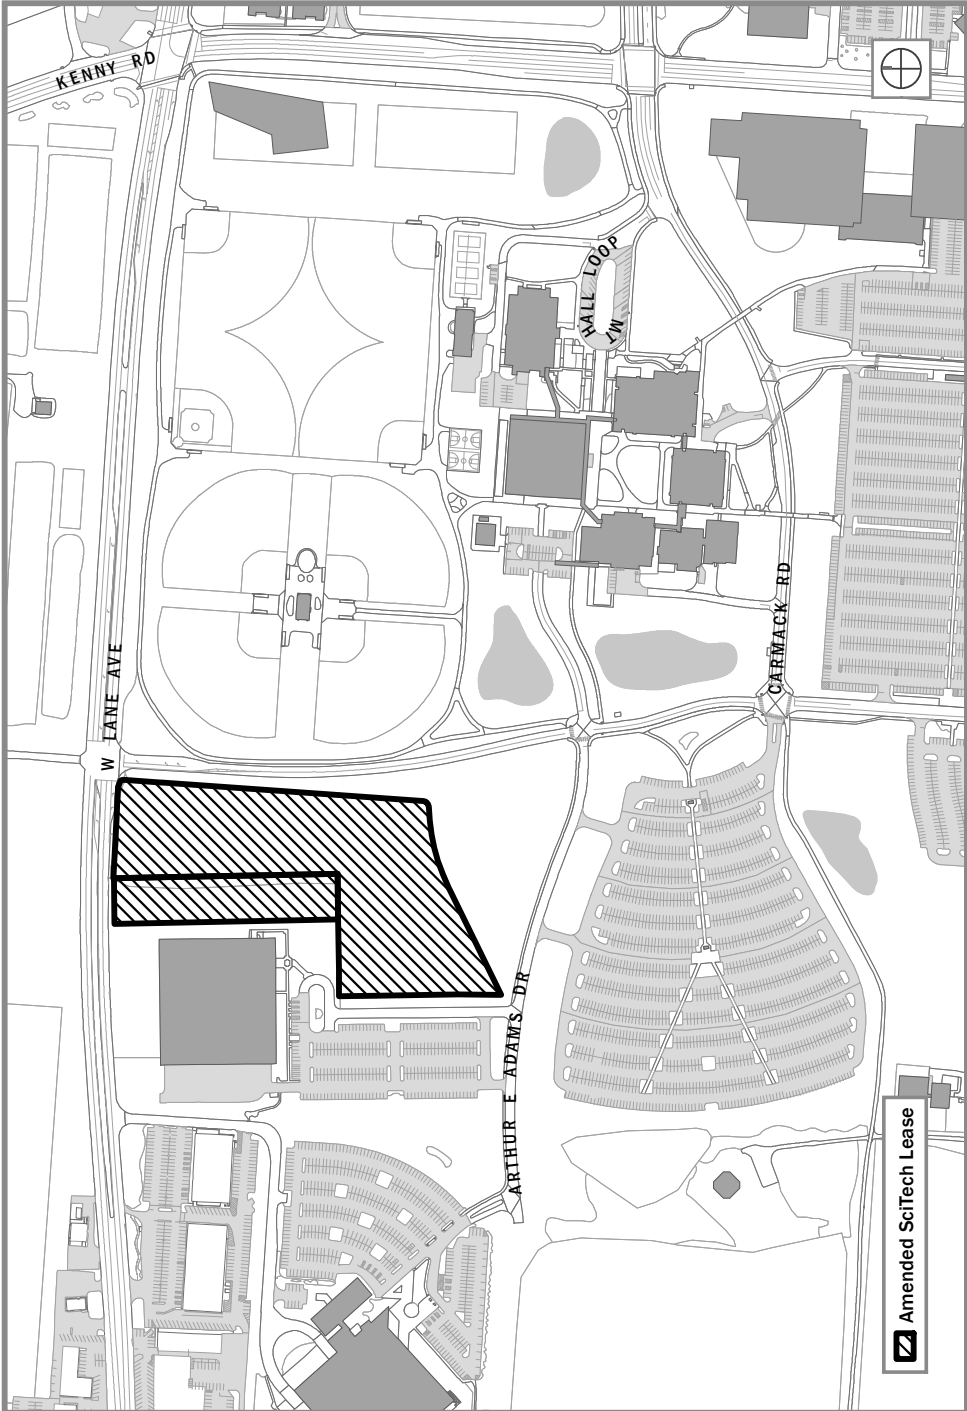 KENNY RD
W LANE AVE
MT HALL LOOP
CARMACK RD
ARTHUR E ADAMS DR
Amended SciTech Lease